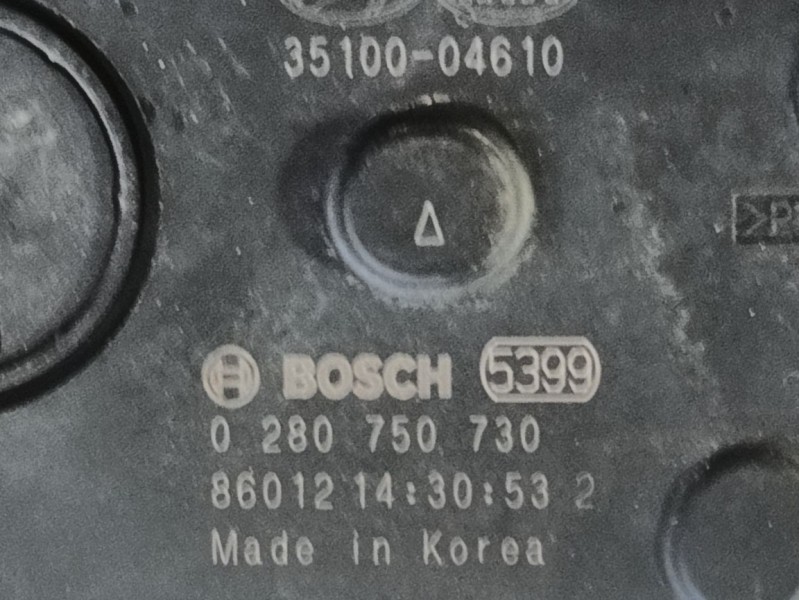 35100-04610
Δ
BOSCH 5399
0 280 750 730
86012 14:30:53 2
Made in Korea